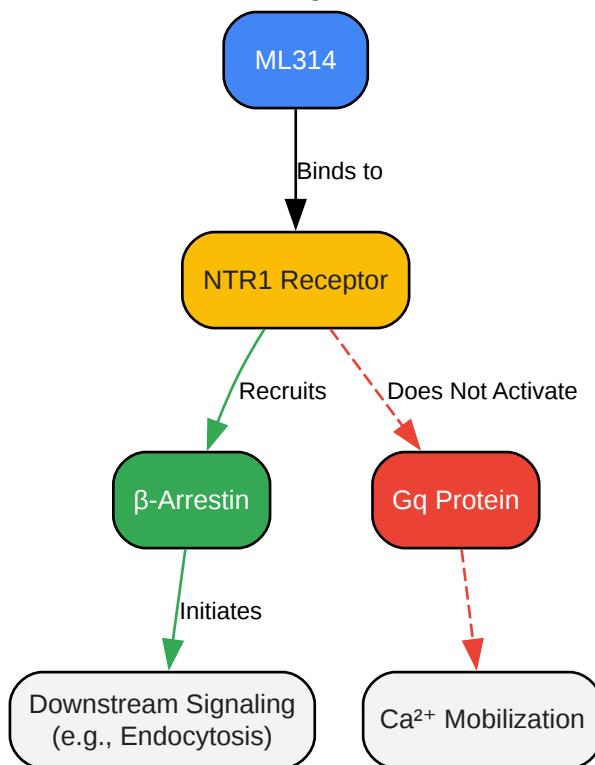 ML314
Binds to
NTR1 Receptor
Recruits
Does Not Activate
β-Arrestin
Gq Protein
Initiates
Downstream Signaling
(e.g., Endocytosis)
Ca²⁺ Mobilization